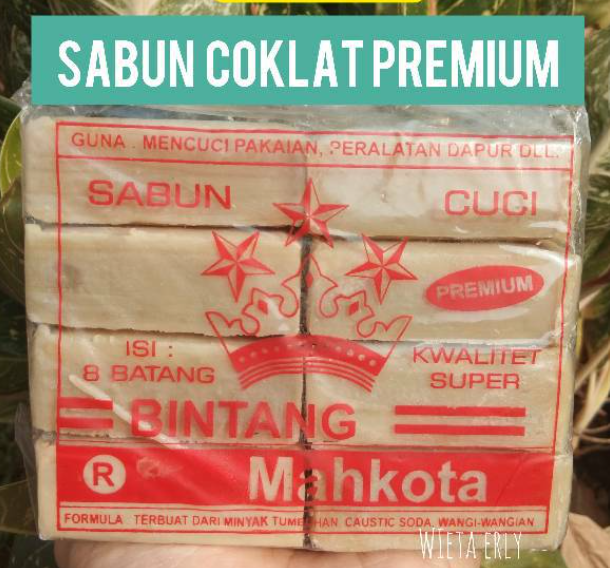 SABUN COKLAT PREMIUM
GUNA : MENCUCI PAKAIAN, PERALATAN DAPUR DLL.
SABUN CUCI
PREMIUM
ISI :
8 BATANG
KWALITET
SUPER
BINTANG
® Mahkota
FORMULA TERBUAT DARI MINYAK TUMBUHAN, CAUSTIC SODA, WANGI-WANGIAN
WIETA ERLY